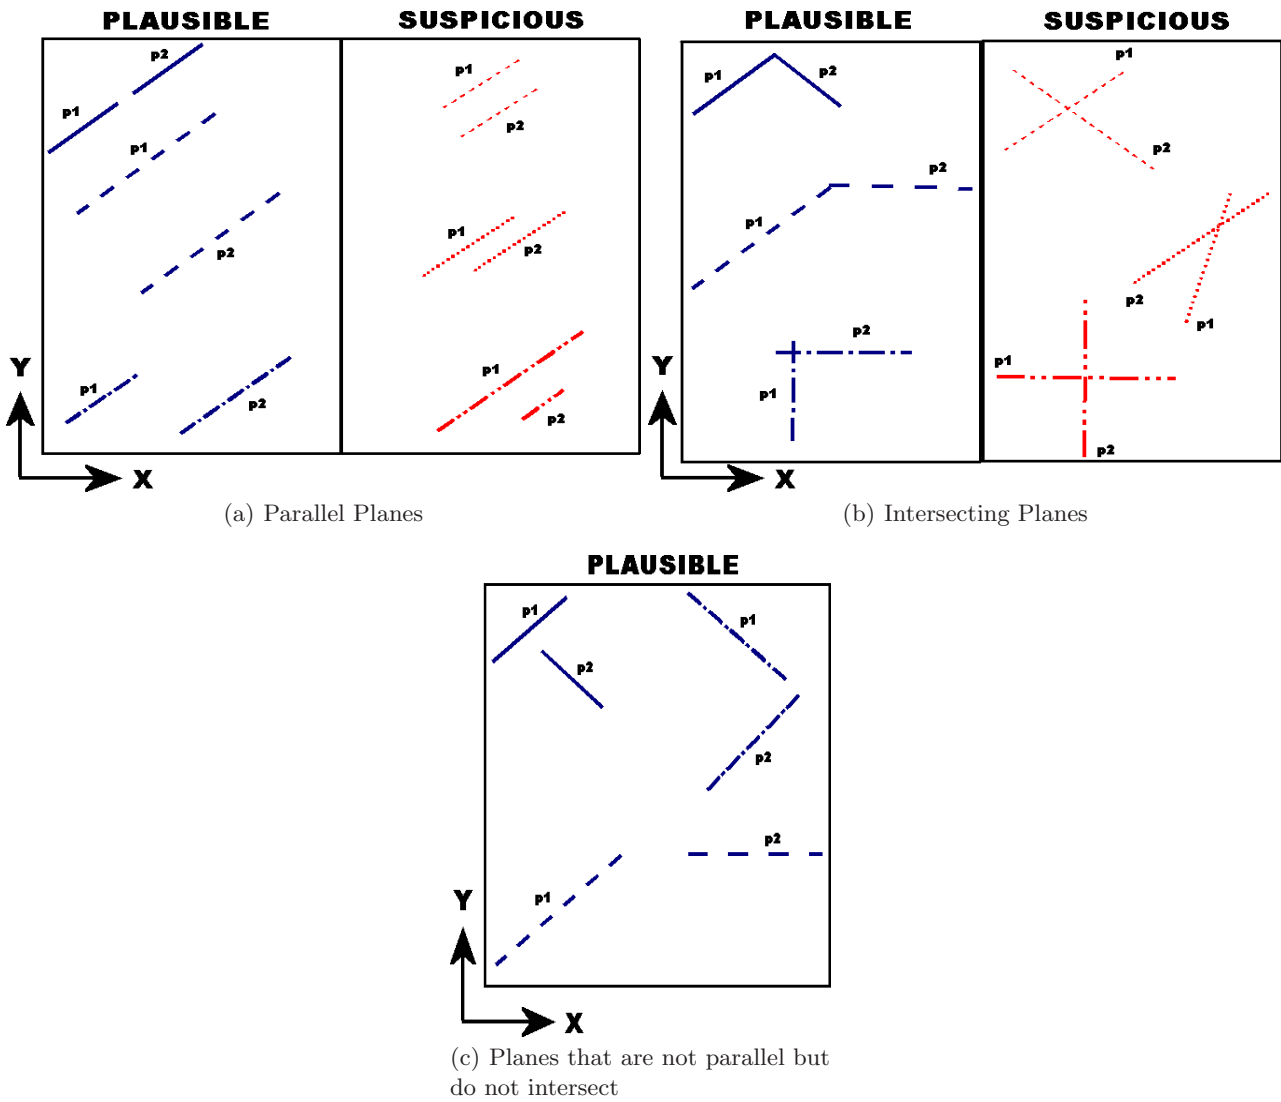 PLAUSIBLE SUSPICIOUS
p2
p1
p1
p2
p1
p2
p1
p2
p1
p2
p1
p2
Y
X
(a) Parallel Planes
PLAUSIBLE SUSPICIOUS
p1
p2
p1
p2
p2
p1
p2
p1
p2
p1
p1
p2
Y
X
(b) Intersecting Planes
PLAUSIBLE
p1
p2
p1
p2
p2
p1
Y
X
(c) Planes that are not parallel but
do not intersect